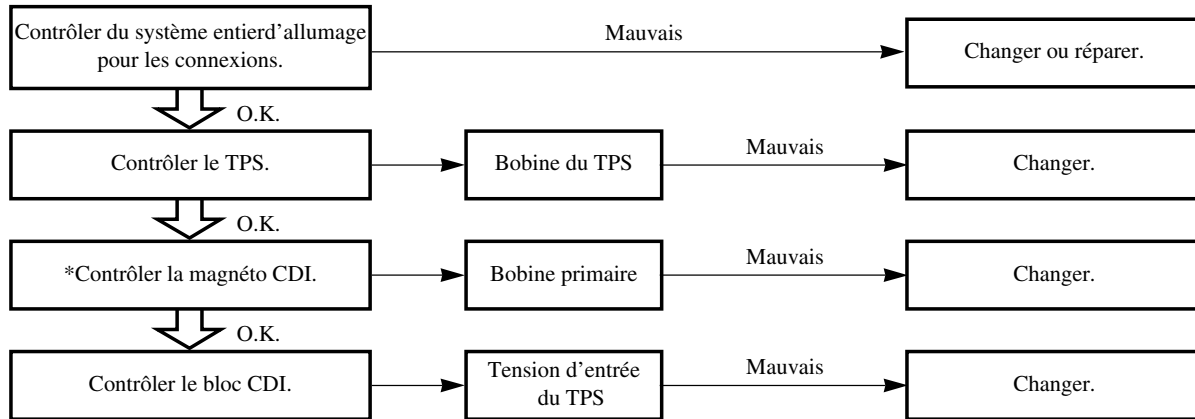 Contrôler du système entierd'allumage
pour les connexions.
Mauvais
Changer ou réparer.
O.K.
Contrôler le TPS.
Bobine du TPS
Mauvais
Changer.
O.K.
*Contrôler la magnéto CDI.
Bobine primaire
Mauvais
Changer.
O.K.
Contrôler le bloc CDI.
Tension d’entrée
du TPS
Mauvais
Changer.